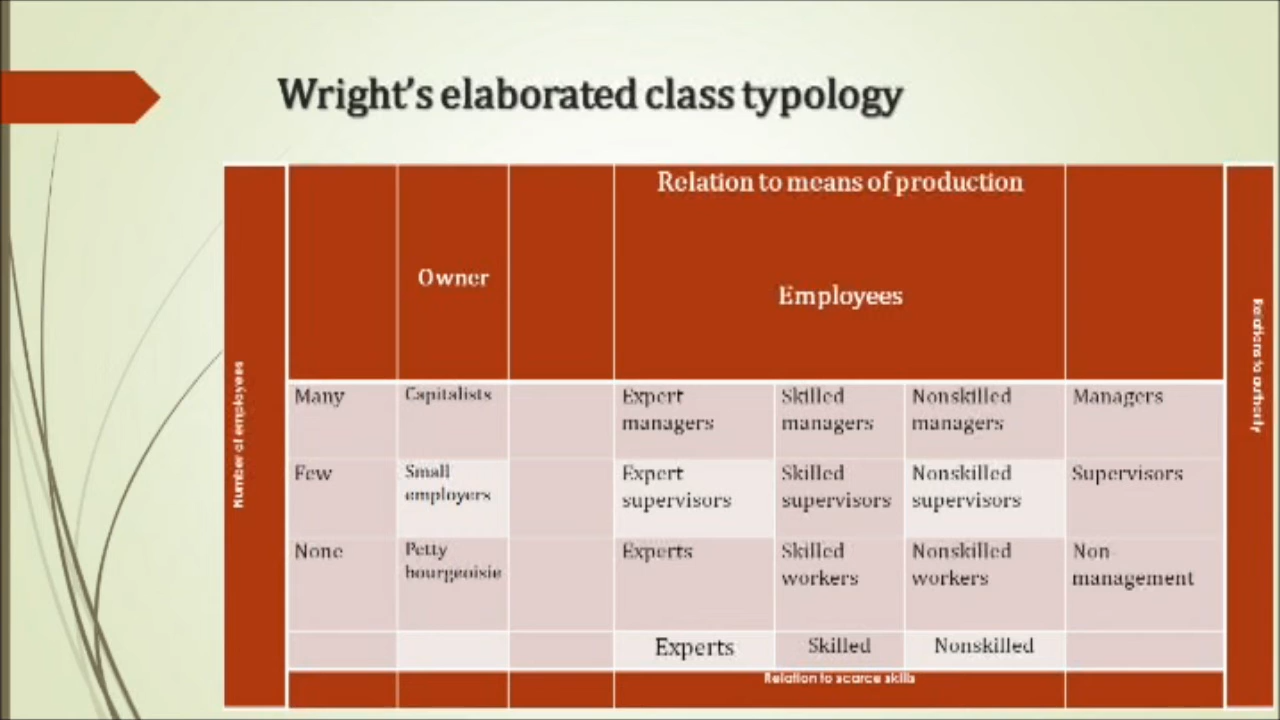 Wright's elaborated class typology
Relation to means of production
Owner
Employees
Number of employees
Relations to authority
Many
Capitalists
Expert
managers
Skilled
managers
Nonskilled
managers
Managers
Few
Small
employers
Expert
supervisors
Skilled
supervisors
Nonskilled
supervisors
Supervisors
None
Petty
bourgeoisie
Experts
Skilled
workers
Nonskilled
workers
Non-
management
Experts
Skilled
Nonskilled
Relation to scarce skills